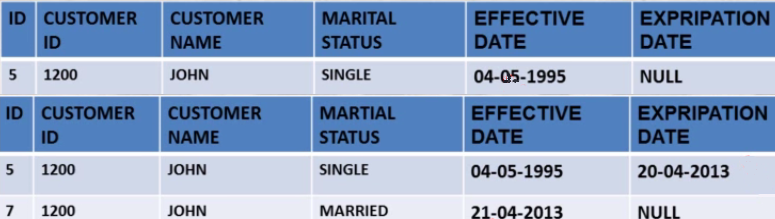 ID CUSTOMER ID CUSTOMER NAME MARITAL STATUS EFFECTIVE DATE EXPRIPATION DATE
5 1200 JOHN SINGLE 04-05-1995 NULL
ID CUSTOMER ID CUSTOMER NAME MARTIAL STATUS EFFECTIVE DATE EXPRIPATION DATE
5 1200 JOHN SINGLE 04-05-1995 20-04-2013
7 1200 JOHN MARRIED 21-04-2013 NULL